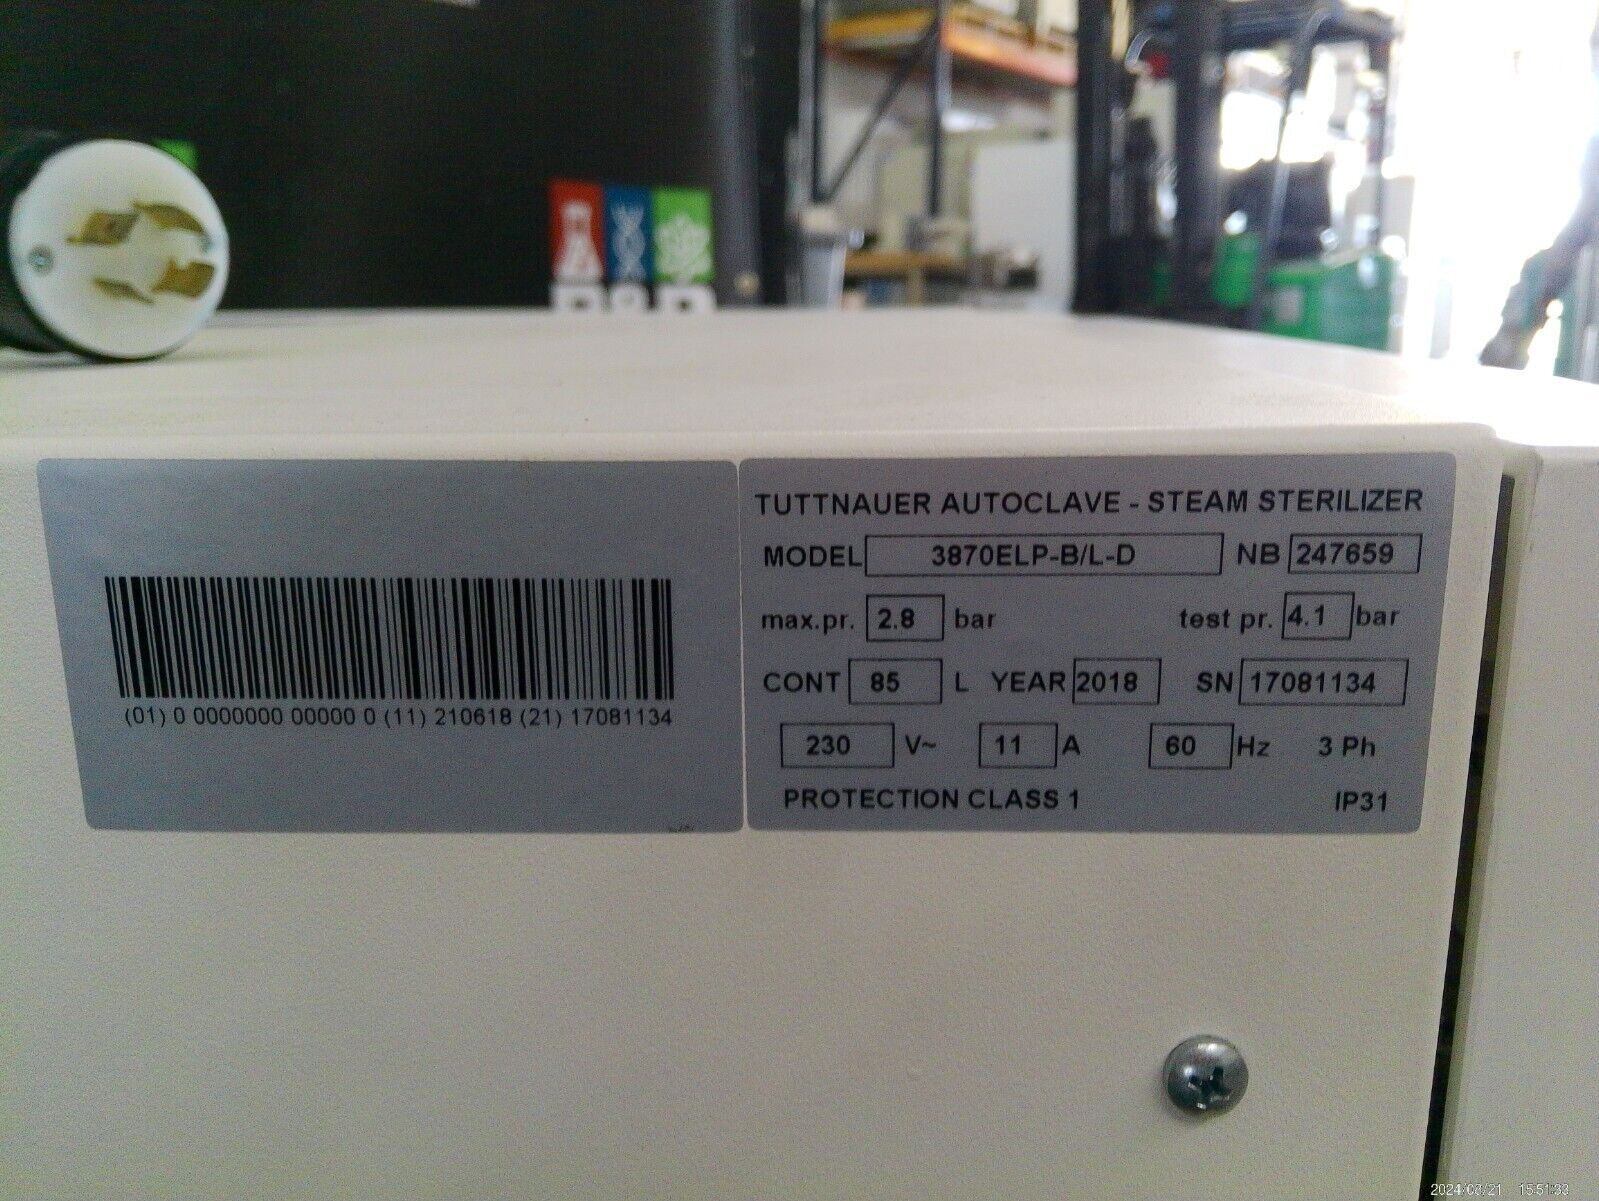 TUTTNAUER AUTOCLAVE - STEAM STERILIZER
MODEL 3870ELP-B/L-D NB 247659
max.pr. 2.8 bar test pr. 4.1 bar
CONT 85 L YEAR 2018 SN 17081134
230 V~ 11 A 60 Hz 3 Ph
PROTECTION CLASS 1 IP31
(01) 0 0000000 00000 0 (11) 210618 (21) 17081134
2024/08/21 15:51:33